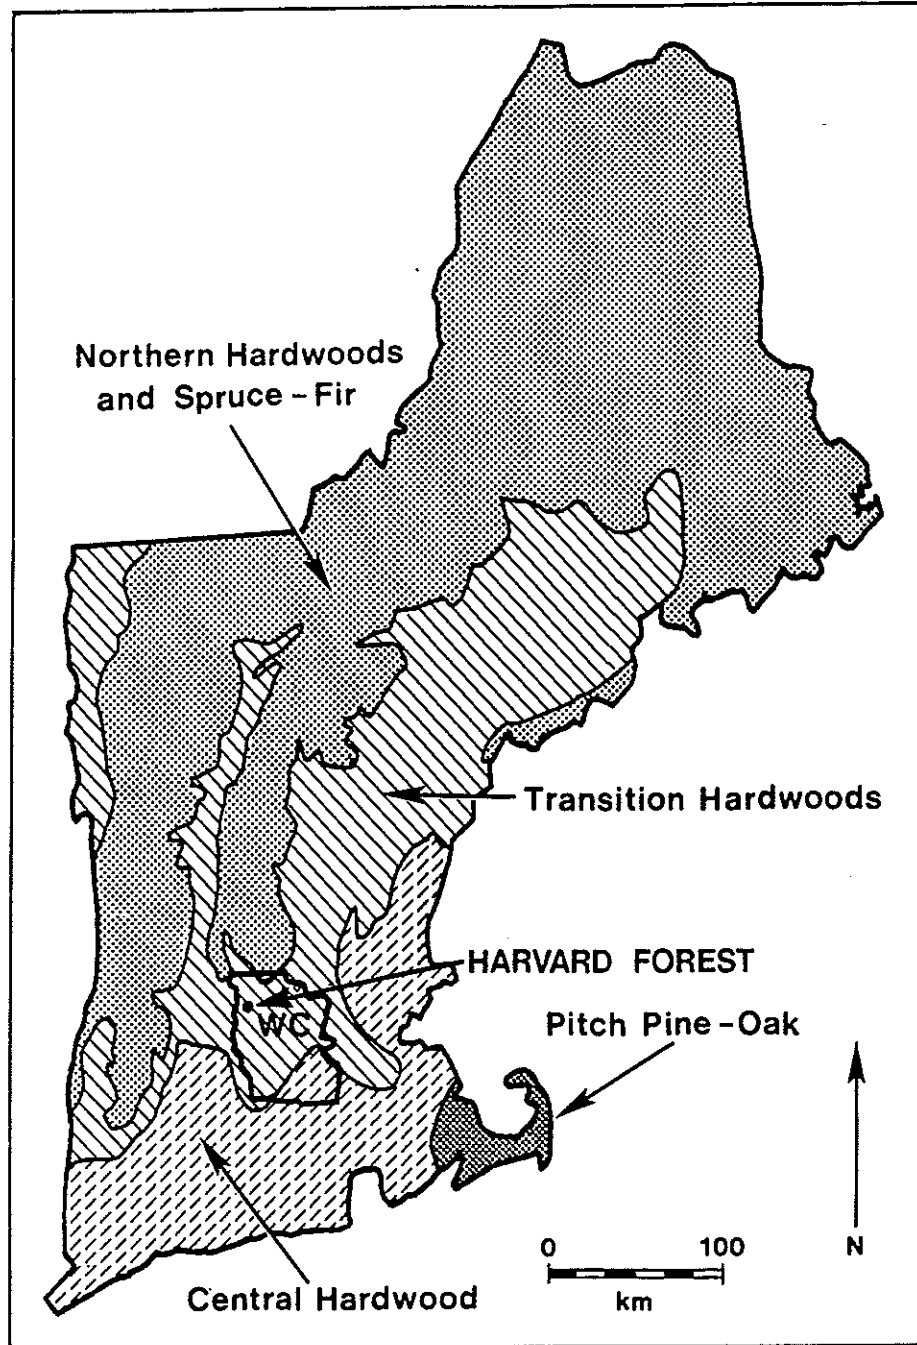 Northern Hardwoods
and Spruce-Fir
Transition Hardwoods
HARVARD FOREST
WC
Pitch Pine-Oak
Central Hardwood
0 100
km
N